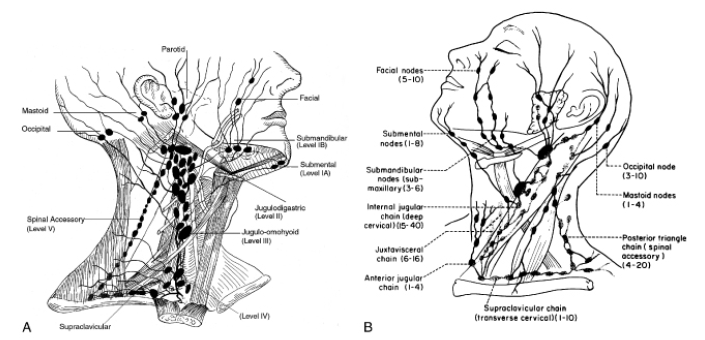 Parotid
Mastoid
Occipital
Facial
Submandibular
(Level IB)
Submental
(Level IA)
Jugulodigastric
(Level II)
Spinal Accessory
(Level V)
Jugulo-omohyoid
(Level III)
(Level IV)
Supraclavicular
A
Facial nodes
(5-10)
Submental
nodes (1-8)
Submandibular
nodes (sub-
maxillary (3-6)
Internal jugular
chain (deep
cervical) (15-40)
Juxtavisceral
chain (6-16)
Anterior jugular
chain (1-4)
Occipital node
(3-10)
Mastoid nodes
(1-4)
Posterior triangle
chain (spinal
accessory)
(4-20)
Supraclavicular chain
(transverse cervical) (1-10)
B